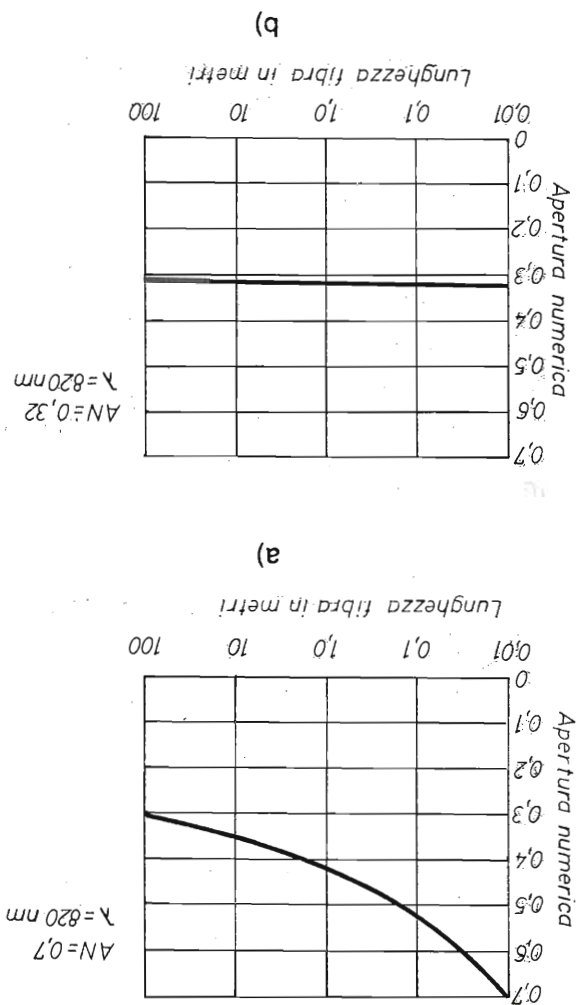 AN=0,7
λ=820 nm
Apertura numerica
0,7
0,6
0,5
0,4
0,3
0,2
0,1
0
0,01 0,1 1,0 10 100
Lunghezza fibra in metri
a)
AN=0,32
λ=820nm
Apertura numerica
0,7
0,6
0,5
0,4
0,3
0,2
0,1
0
0,01 0,1 1,0 10 100
Lunghezza fibra in metri
b)